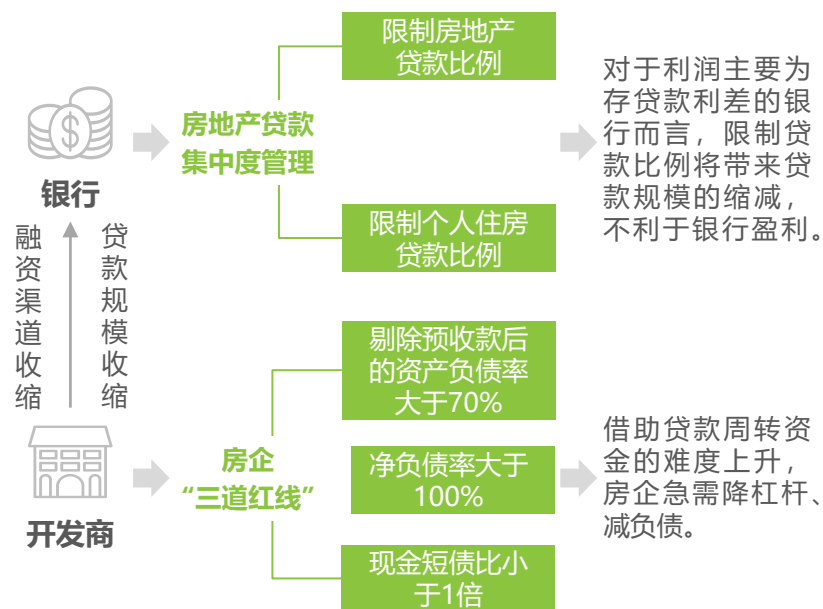 限制房地产
贷款比例
房地产贷款
集中度管理
银行
限制个人住房
贷款比例
对于利润主要为
存贷款利差的银
行而言，限制贷
款比例将带来贷
款规模的缩减，
不利于银行盈利。
融资渠道收缩
贷款规模收缩
剔除预收款后
的资产负债率
大于70%
房企
“三道红线”
开发商
净负债率大于
100%
现金短债比小
于1倍
借助贷款周转资
金的难度上升，
房企急需降杠杆、
减负债。